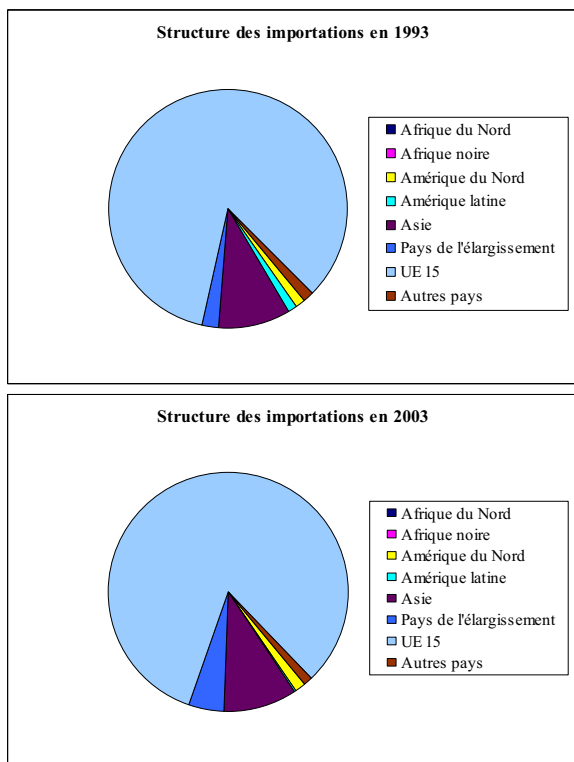 Structure des importations en 1993
Afrique du Nord
Afrique noire
Amérique du Nord
Amérique latine
Asie
Pays de l'élargissement
UE 15
Autres pays
Structure des importations en 2003
Afrique du Nord
Afrique noire
Amérique du Nord
Amérique latine
Asie
Pays de l'élargissement
UE 15
Autres pays